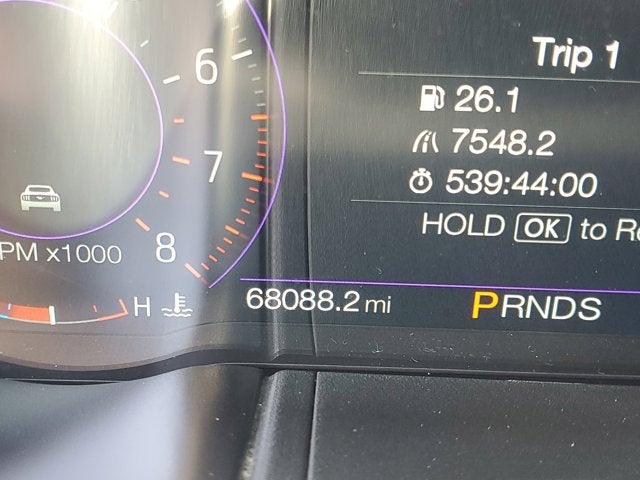 Trip 1
6
26.1
7548.2
7
539:44:00
HOLD OK to Re
8
PM x1000
H
68088.2 mi
PRNDS